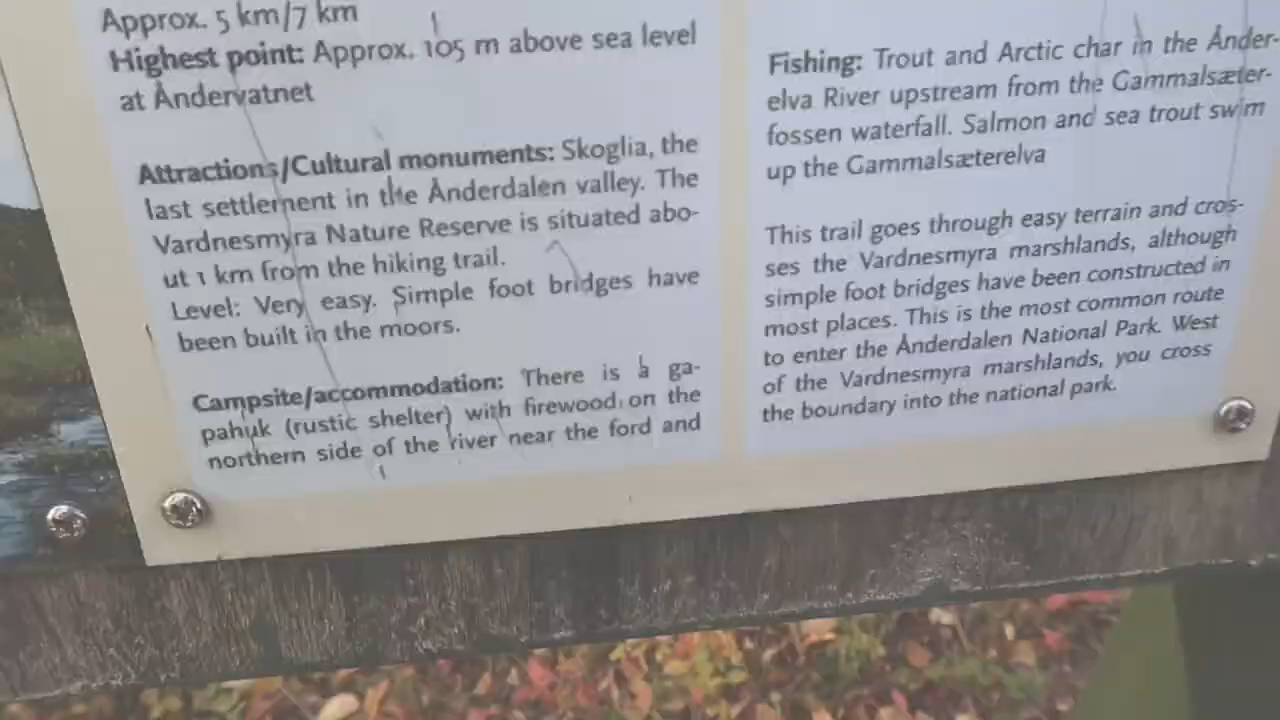 Approx. 5 km/7 km
Highest point: Approx. 105 m above sea level
at Åndervatnet
Attractions/Cultural monuments: Skoglia, the
last settlement in the Ånderdalen valley. The
Vardnesmyra Nature Reserve is situated abo-
ut 1 km from the hiking trail.
Level: Very easy. Simple foot bridges have
been built in the moors.
Campsite/accommodation: There is a ga-
pahuk (rustic shelter) with firewood on the
northern side of the river near the ford and
Fishing: Trout and Arctic char in the Ånder-
elva River upstream from the Gammalsæter-
fossen waterfall. Salmon and sea trout swim
up the Gammalsæterelva
This trail goes through easy terrain and cros-
ses the Vardnesmyra marshlands, although
simple foot bridges have been constructed in
most places. This is the most common route
to enter the Ånderdalen National Park. West
of the Vardnesmyra marshlands, you cross
the boundary into the national park.